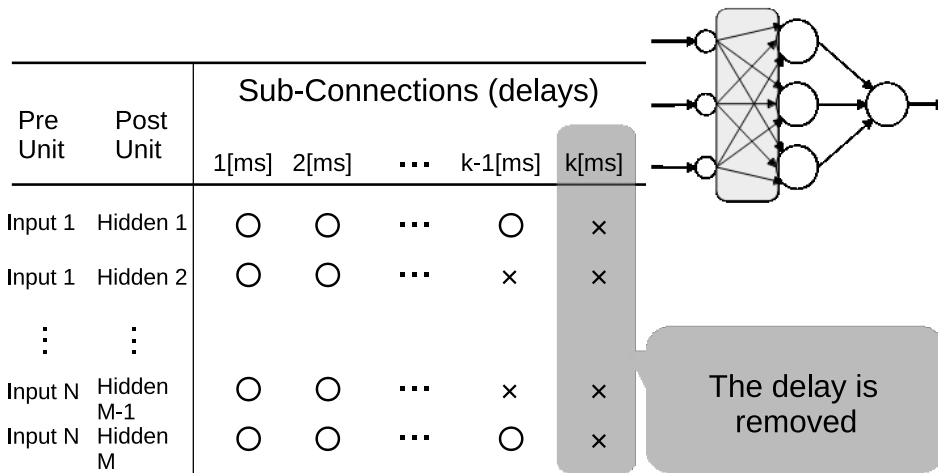 Sub-Connections (delays)
Pre Unit
Post Unit
1[ms] 2[ms] ··· k-1[ms] k[ms]
Input 1 Hidden 1 ○ ○ ··· ○ ×
Input 1 Hidden 2 ○ ○ ··· × ×
⋮ ⋮
Input N Hidden M-1 ○ ○ ··· × ×
Input N Hidden M ○ ○ ··· ○ ×
The delay is
removed